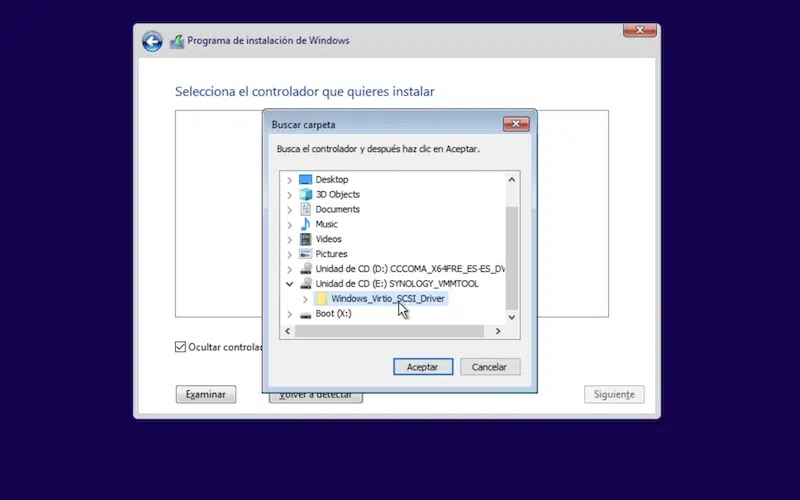 Programa de instalación de Windows
Selecciona el controlador que quieres instalar
Buscar carpeta
Busca el controlador y después haz clic en Aceptar.
Desktop
3D Objects
Documents
Music
Videos
Pictures
Unidad de CD (D:) CCCOMA_X64FRE_ES-ES_DV
Unidad de CD (E:) SYNOLOGY_VMMTOOL
Windows_Virtio_SCSI_Driver
Boot (X:)
Aceptar
Cancelar
Ocultar controla
Examinar
Volver a detectar
Siguiente